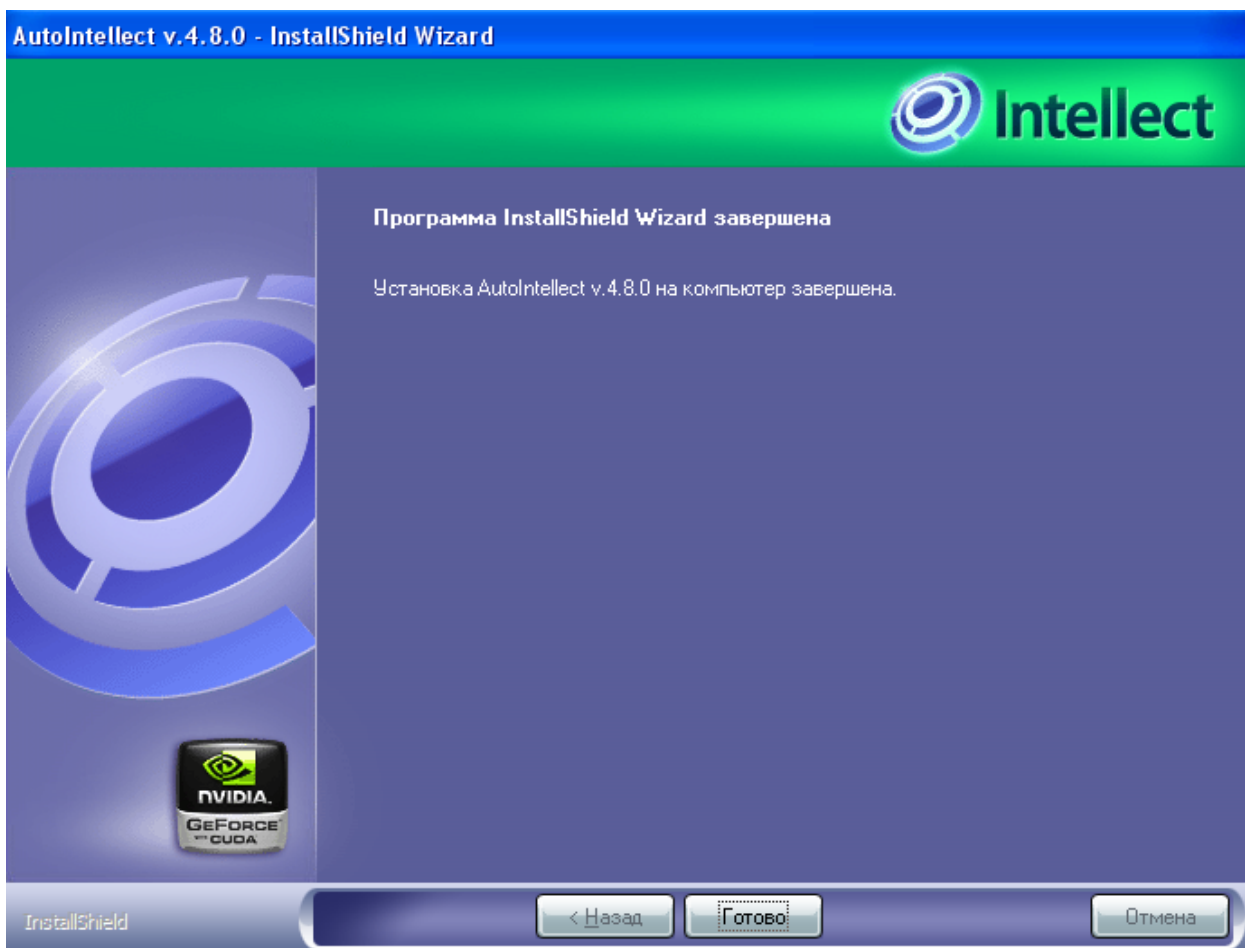 AutoIntellect v.4.8.0 - InstallShield Wizard
Intellect
Программа InstallShield Wizard завершена
Установка AutoIntellect v.4.8.0 на компьютер завершена.
NVIDIA.
GEFORCE
WITH CUDA
InstallShield
< Назад
Готово
Отмена